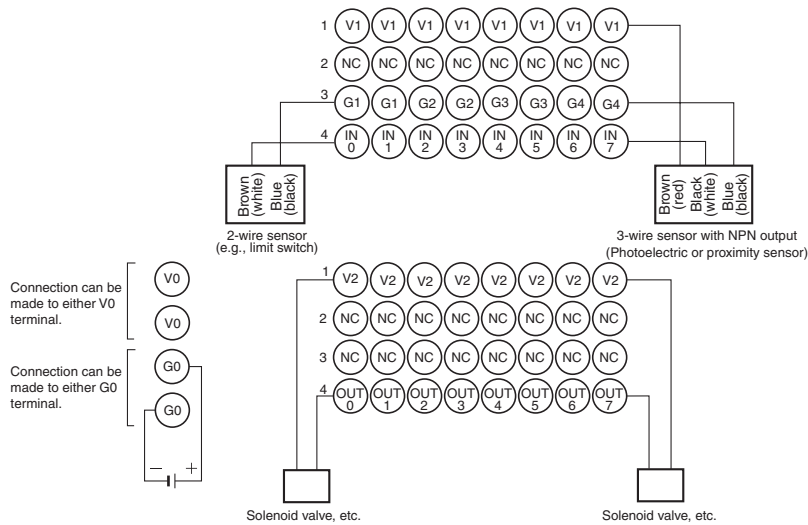 1 V1 V1 V1 V1 V1 V1 V1 V1
2 NC NC NC NC NC NC NC NC
3 G1 G1 G2 G2 G3 G3 G4 G4
4 IN 0 IN 1 IN 2 IN 3 IN 4 IN 5 IN 6 IN 7
Brown
(white)
Blue
(black)
2-wire sensor
(e.g., limit switch)
Brown
(red)
Black
(white)
Blue
(black)
3-wire sensor with NPN output
(Photoelectric or proximity sensor)
Connection can be
made to either V0
terminal.
V0
V0
Connection can be
made to either G0
terminal.
G0
G0
− +
1 V2 V2 V2 V2 V2 V2 V2 V2
2 NC NC NC NC NC NC NC NC
3 NC NC NC NC NC NC NC NC
4 OUT 0 OUT 1 OUT 2 OUT 3 OUT 4 OUT 5 OUT 6 OUT 7
Solenoid valve, etc.
Solenoid valve, etc.